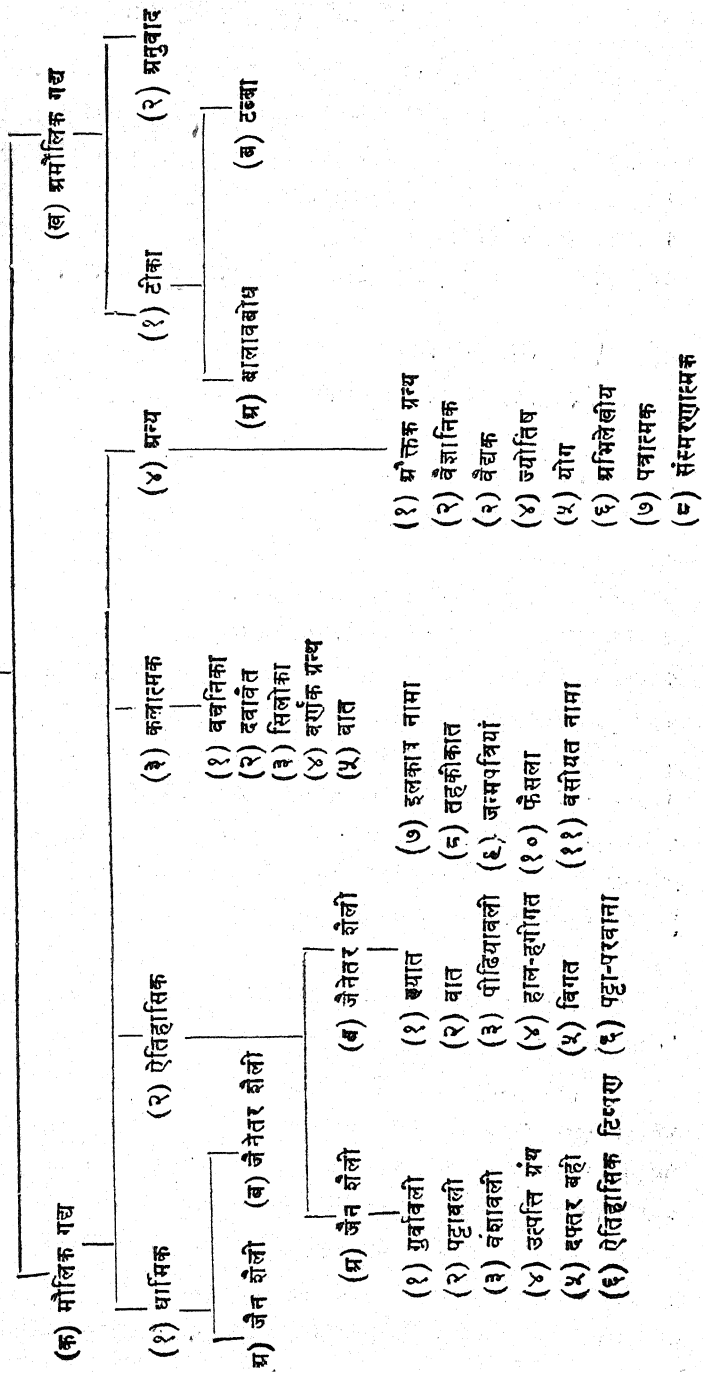 (क) मौलिक गद्य
(ख) अमौलिक गद्य
(१) धार्मिक
(२) ऐतिहासिक
(३) कलात्मक
(४) अन्य
(१) टीका
(२) अनुवाद
अ) जैन शैली
(ब) जैनेतर शैली
(१) वचनिका
(२) दवावैत
(३) सिलोका
(४) वर्णक ग्रन्थ
(५) वात
(अ) बालावबोध
(ब) टब्बा
(अ) जैन शैली
(ब) जैनेतर शैली
(१) गुर्वावली
(२) पट्टावली
(३) वंशावली
(४) उत्पत्ति ग्रंथ
(५) दफ्तर बही
(६) ऐतिहासिक टिप्पण
(१) ख्यात
(२) वात
(३) पीढियावली
(४) हाल-हगीगत
(५) विगत
(६) पट्टा-परवाना
(७) इलकाब नामा
(८) तहकीकात
(९) जन्मपत्रियां
(१०) फैसला
(११) वसीयत नामा
(१) औक्तिक ग्रन्थ
(२) वैज्ञानिक
(२) वैद्यक
(४) ज्योतिष
(५) योग
(६) अभिलेखीय
(७) पत्रात्मक
(८) संस्मरणात्मक